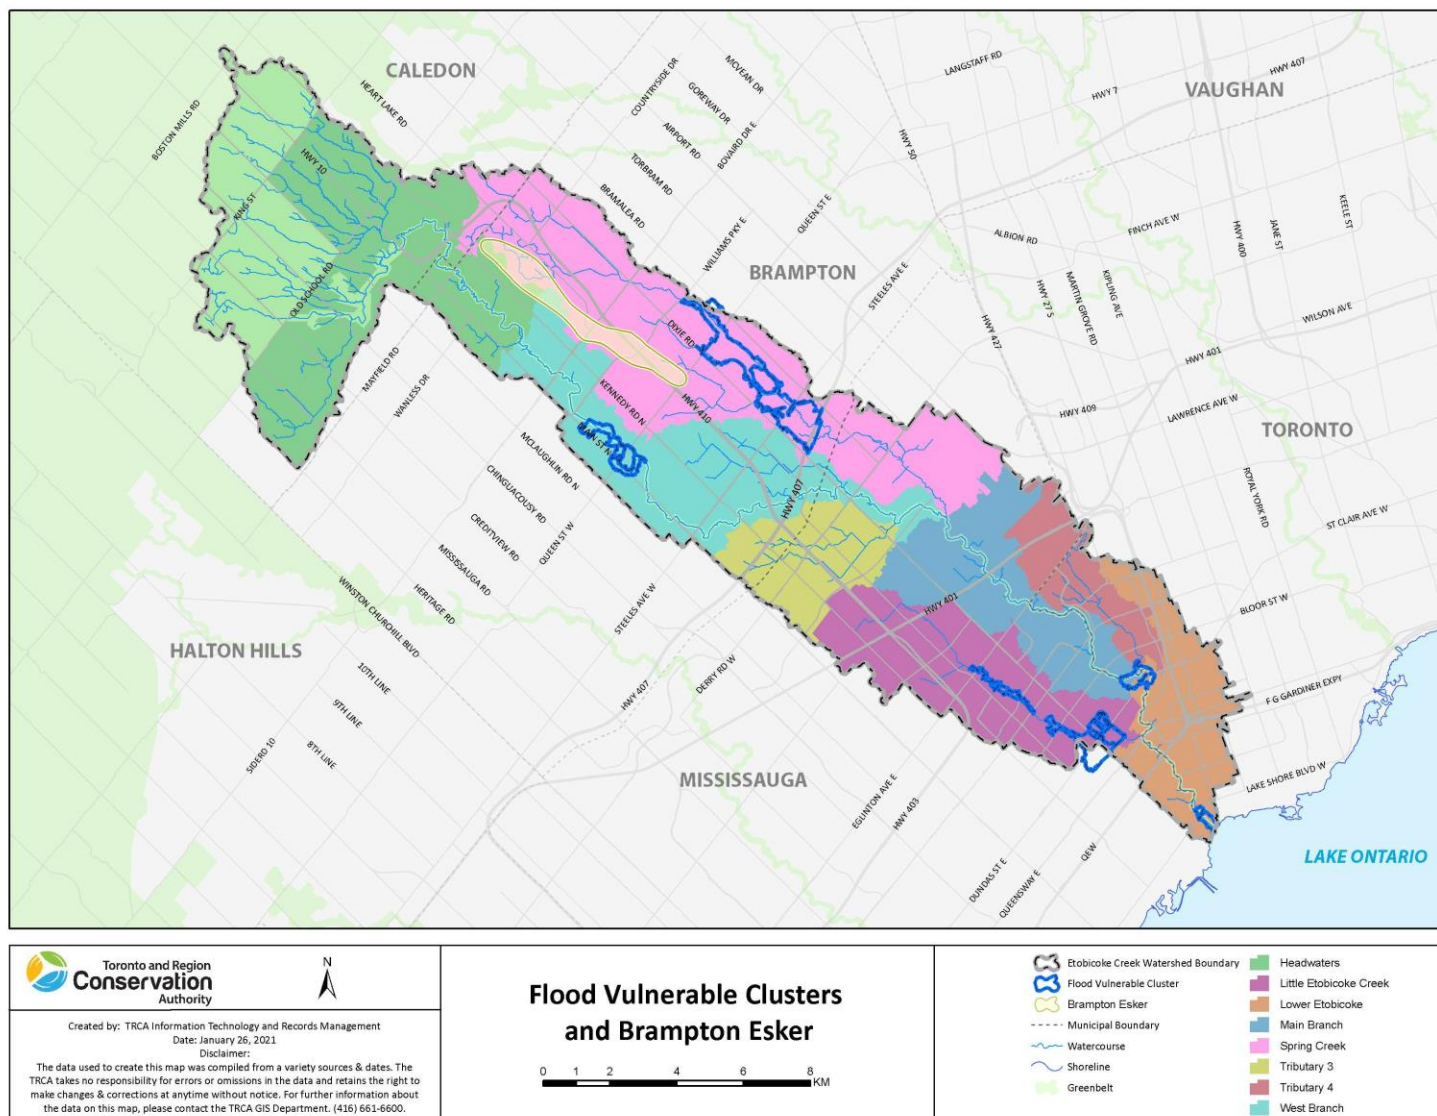 CALEDON
VAUGHAN
BRAMPTON
TORONTO
HALTON HILLS
MISSISSAUGA
LAKE ONTARIO
BOSTON MILLS RD
HEART LAKE RD
HWY 10
KING ST
OLD SCHOOL RD
MAYFIELD RD
WANLESS DR
COUNTRYSIDE DR
MCVEAN DR
GOREWAY DR
AIRPORT RD
BOVAIRD DR E
TORBRAM RD
BRAMALEA RD
WILLIAMS PKY E
QUEEN ST E
DIXIE RD
KENNEDY RD N
HWY 410
MAIN ST N
MCLAUGHLIN RD N
CHINGUACOUSY RD
CREDITVIEW RD
QUEEN ST W
MISSISSAUGA RD
HERITAGE RD
WINSTON CHURCHILL BLVD
STEELES AVE W
10TH LINE
9TH LINE
8TH LINE
SIDERD 10
HWY 407
DERRY RD W
HWY 407
STEELES AVE E
LANGSTAFF RD
HWY 7
HWY 407
HWY 50
ALBION RD
FINCH AVE W
HWY 400
JANE ST
KEELE ST
HWY 27 S
MARTIN GROVE RD
KIPLING AVE
HWY 427
HWY 401
WILSON AVE
HWY 409
LAWRENCE AVE W
ROYAL YORK RD
ST CLAIR AVE W
BLOOR ST W
HWY 401
F G GARDINER EXPY
LAKE SHORE BLVD W
EGLINTON AVE E
HWY 403
DUNDAS ST E
QUEENSWAY E
QEW
Toronto and Region
Conservation
Authority
N
Created by: TRCA Information Technology and Records Management
Date: January 26, 2021
Disclaimer:
The data used to create this map was compiled from a variety sources & dates. The
TRCA takes no responsibility for errors or omissions in the data and retains the right to
make changes & corrections at anytime without notice. For further information about
the data on this map, please contact the TRCA GIS Department. (416) 661-6600.
Flood Vulnerable Clusters
and Brampton Esker
0 1 2 4 6 8
KM
Etobicoke Creek Watershed Boundary
Flood Vulnerable Cluster
Brampton Esker
Municipal Boundary
Watercourse
Shoreline
Greenbelt
Headwaters
Little Etobicoke Creek
Lower Etobicoke
Main Branch
Spring Creek
Tributary 3
Tributary 4
West Branch